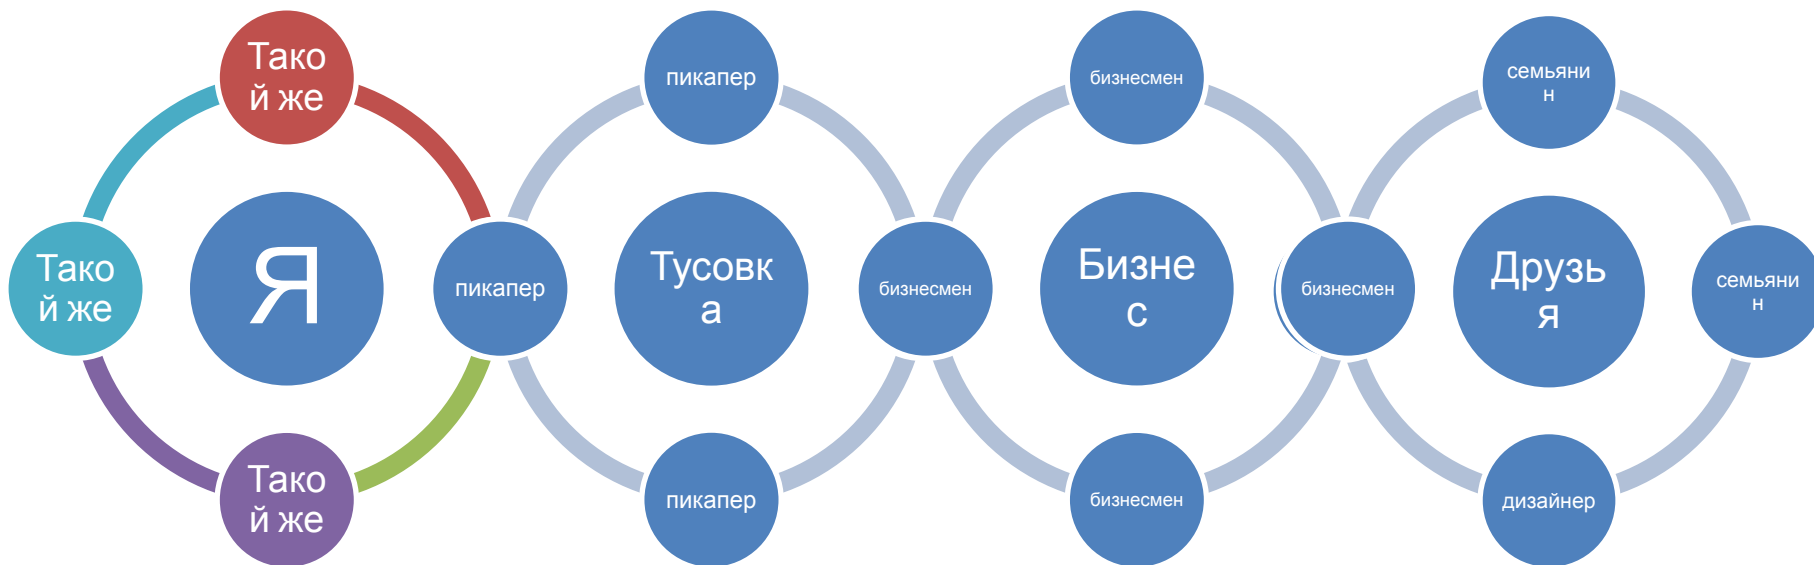 Тако
й же
пикапер
бизнесмен
семьяни
н
Тако
й же
Я
пикапер
Тусовк
а
бизнесмен
Бизне
с
бизнесмен
Друзь
я
семьяни
н
Тако
й же
пикапер
бизнесмен
дизайнер